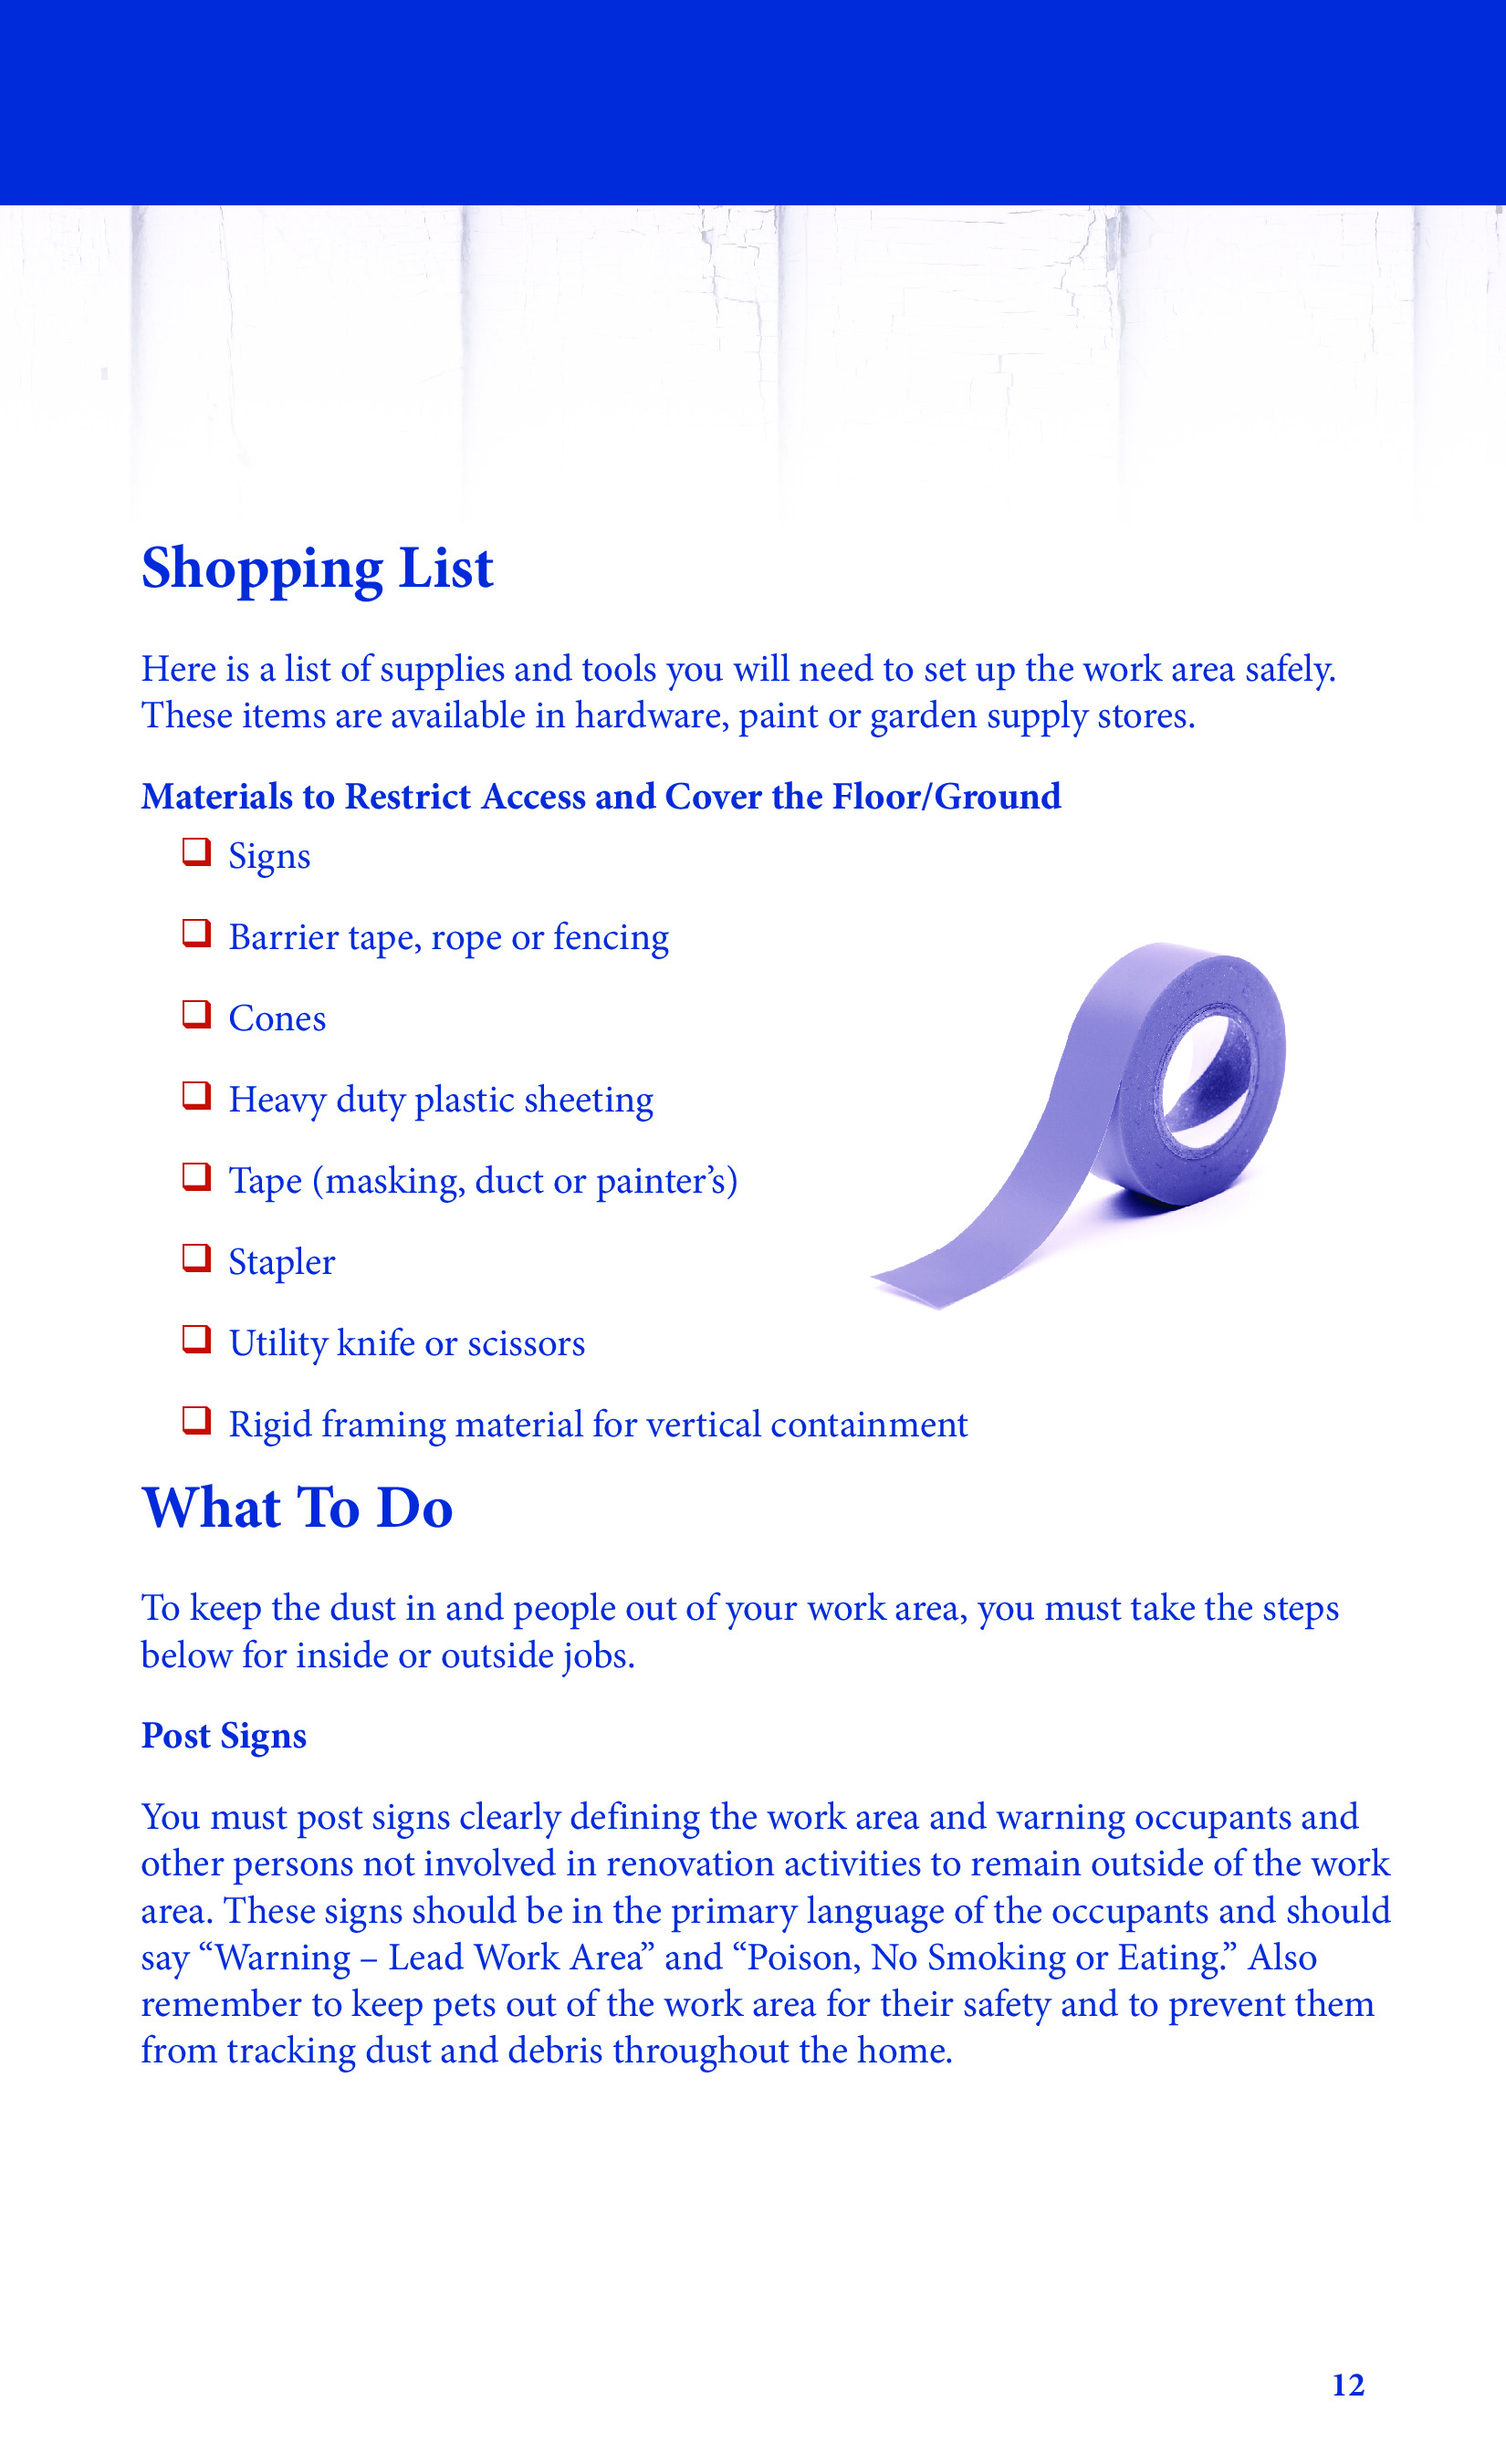 Shopping List
Here is a list of supplies and tools you will need to set up the work area safely.
These items are available in hardware, paint or garden supply stores.
Materials to Restrict Access and Cover the Floor/Ground
❑ Signs
❑ Barrier tape, rope or fencing
❑ Cones
❑ Heavy duty plastic sheeting
❑ Tape (masking, duct or painter’s)
❑ Stapler
❑ Utility knife or scissors
❑ Rigid framing material for vertical containment
What To Do
To keep the dust in and people out of your work area, you must take the steps
below for inside or outside jobs.
Post Signs
You must post signs clearly defining the work area and warning occupants and
other persons not involved in renovation activities to remain outside of the work
area. These signs should be in the primary language of the occupants and should
say “Warning – Lead Work Area” and “Poison, No Smoking or Eating.” Also
remember to keep pets out of the work area for their safety and to prevent them
from tracking dust and debris throughout the home.
12